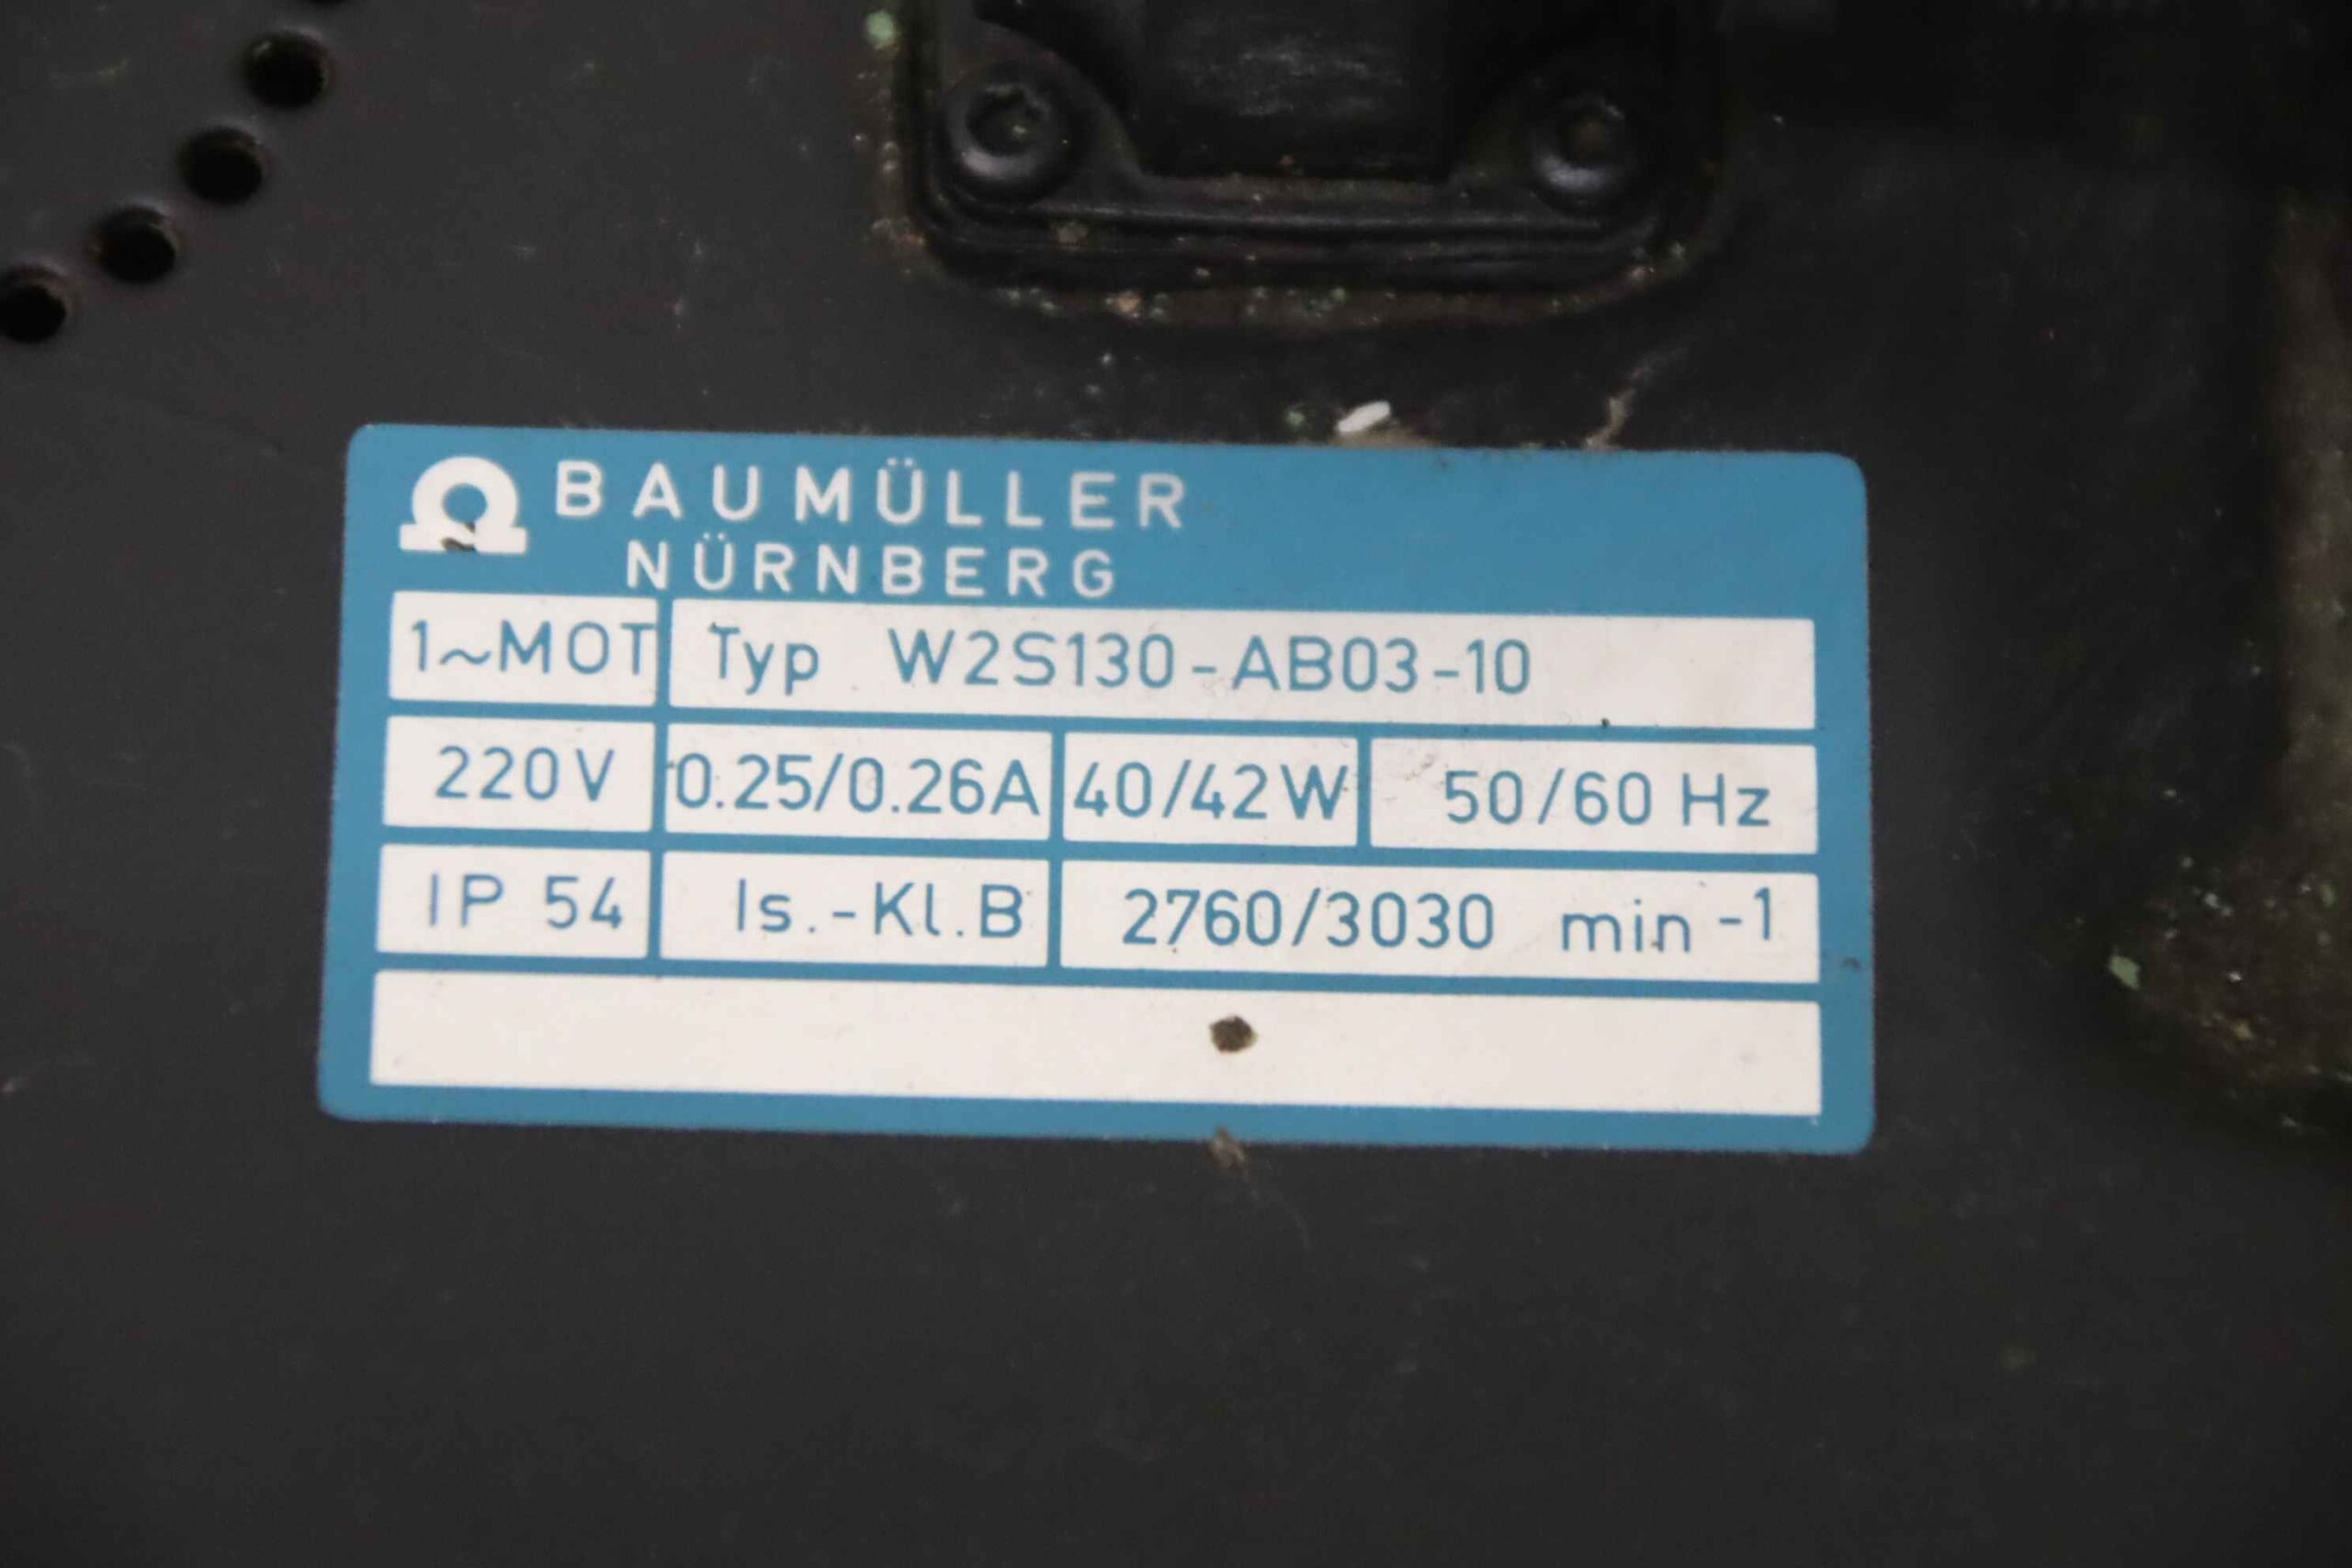 BAUMÜLLER
NÜRNBERG
1~MOT Typ W2S130-AB03-10
220V 0.25/0.26A 40/42W 50/60 Hz
IP 54 Is.-Kl.B 2760/3030 min -1